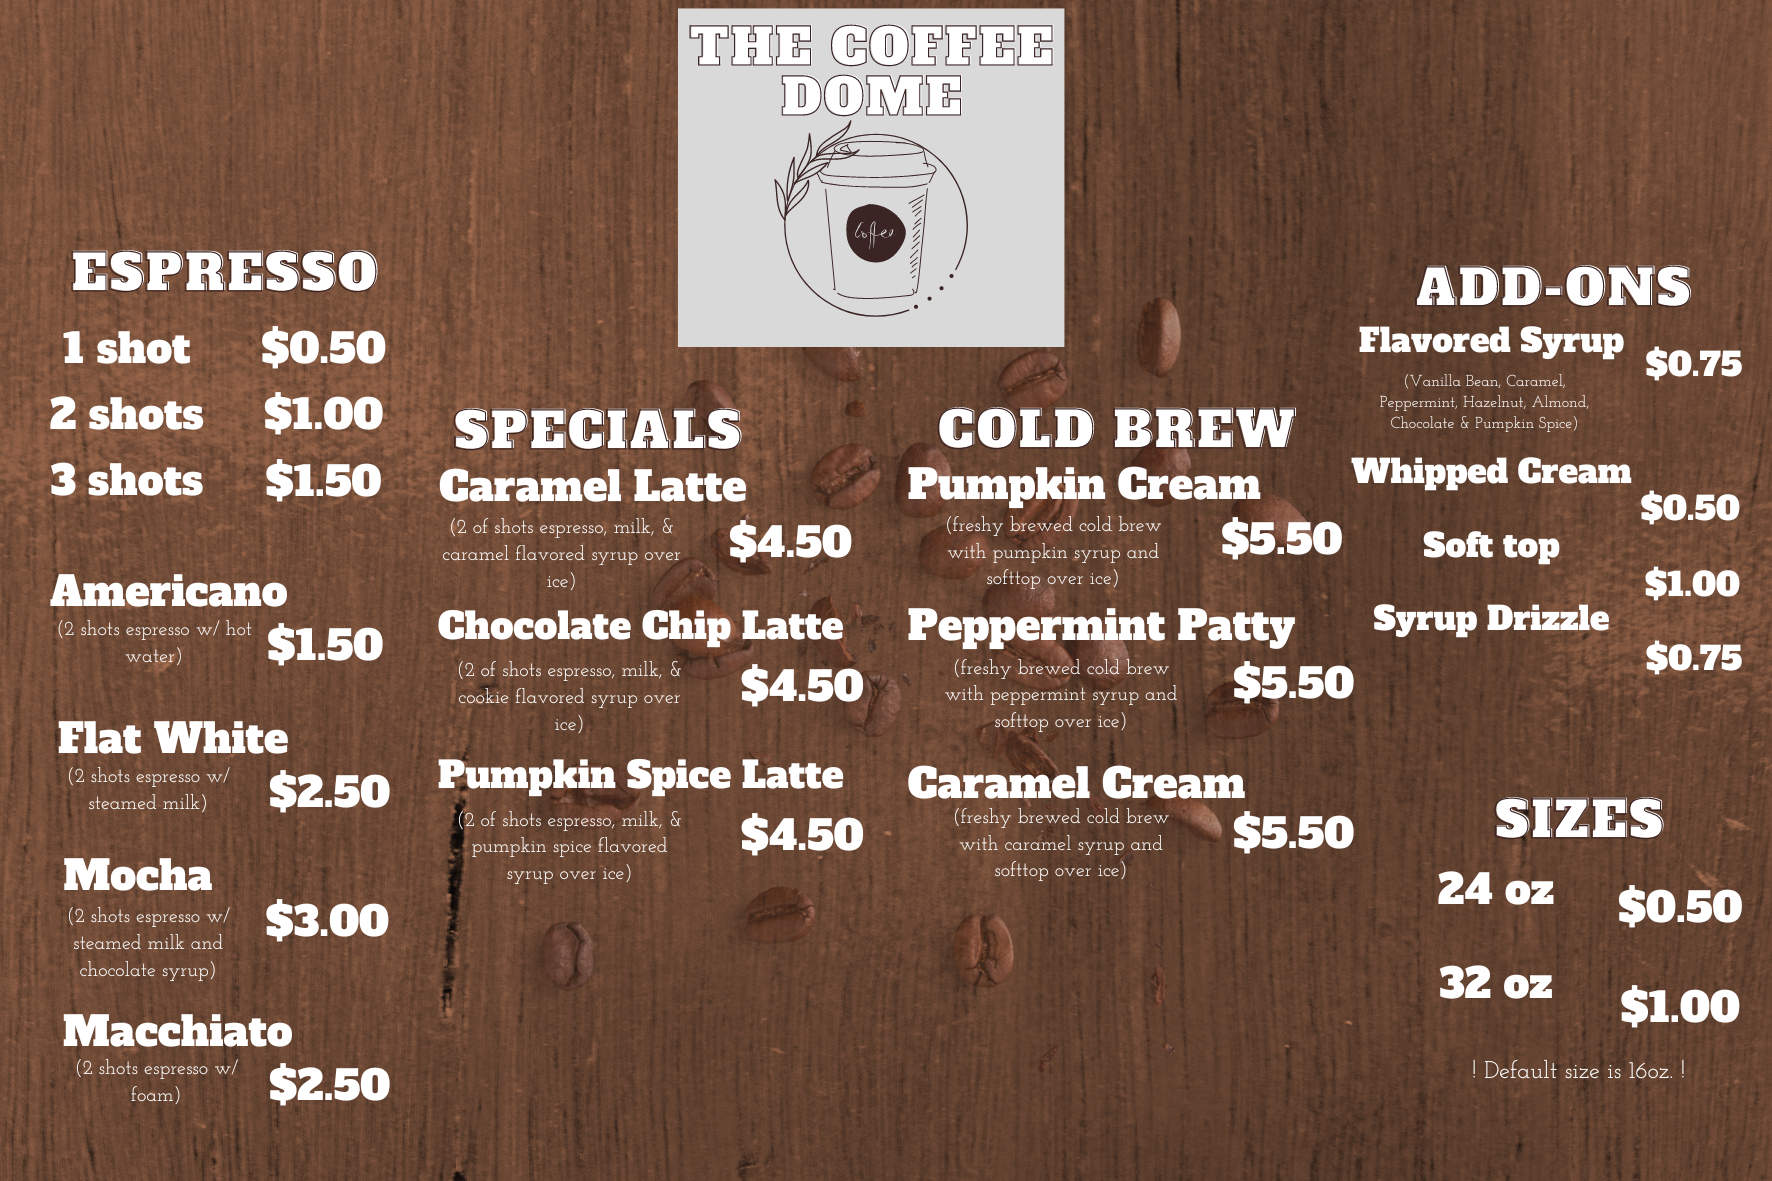 THE COFFEE
DOME
Coffee
ESPRESSO
1 shot $0.50
2 shots $1.00
3 shots $1.50
Americano
(2 shots espresso w/ hot
water)
$1.50
Flat White
(2 shots espresso w/
steamed milk)
$2.50
Mocha
(2 shots espresso w/
steamed milk and
chocolate syrup)
$3.00
Macchiato
(2 shots espresso w/
foam)
$2.50
SPECIALS
Caramel Latte
(2 of shots espresso, milk, &
caramel flavored syrup over
ice)
$4.50
Chocolate Chip Latte
(2 of shots espresso, milk, &
cookie flavored syrup over
ice)
$4.50
Pumpkin Spice Latte
(2 of shots espresso, milk, &
pumpkin spice flavored
syrup over ice)
$4.50
COLD BREW
Pumpkin Cream
(freshy brewed cold brew
with pumpkin syrup and
softtop over ice)
$5.50
Peppermint Patty
(freshy brewed cold brew
with peppermint syrup and
softtop over ice)
$5.50
Caramel Cream
(freshy brewed cold brew
with caramel syrup and
softtop over ice)
$5.50
ADD-ONS
Flavored Syrup
$0.75
(Vanilla Bean, Caramel,
Peppermint, Hazelnut, Almond,
Chocolate & Pumpkin Spice)
Whipped Cream
$0.50
Soft top
$1.00
Syrup Drizzle
$0.75
SIZES
24 oz $0.50
32 oz $1.00
! Default size is 16oz. !